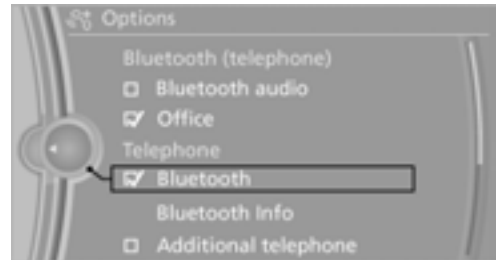 Options
Bluetooth (telephone)
Bluetooth audio
Office
Telephone
Bluetooth
Bluetooth Info
Additional telephone